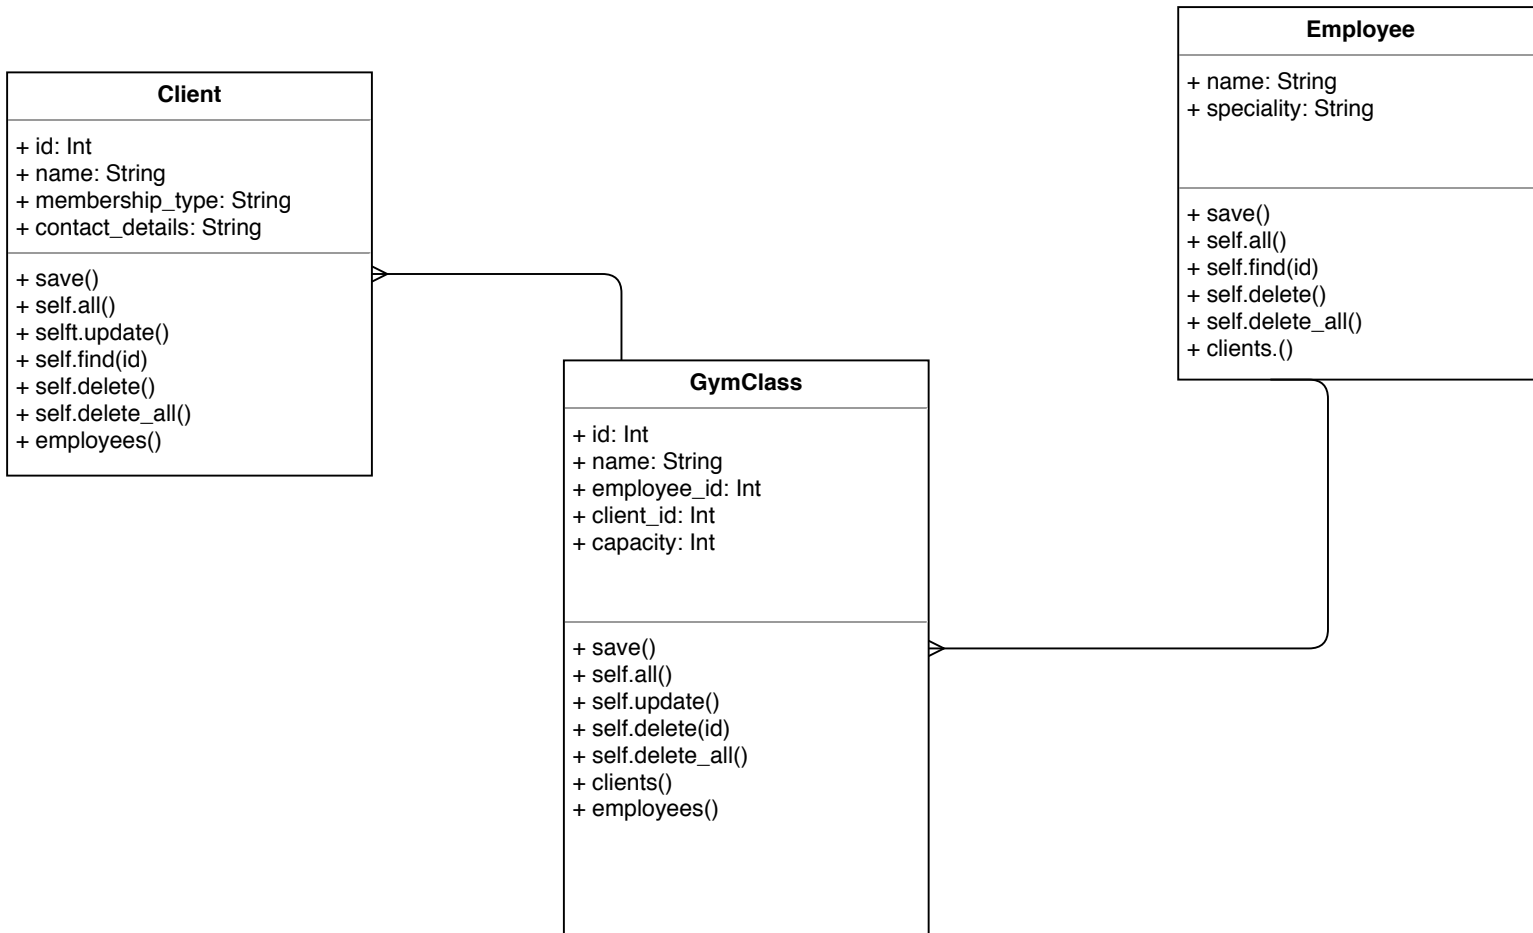 Client
+ id: Int
+ name: String
+ membership_type: String
+ contact_details: String
+ save()
+ self.all()
+ selft.update()
+ self.find(id)
+ self.delete()
+ self.delete_all()
+ employees()
GymClass
+ id: Int
+ name: String
+ employee_id: Int
+ client_id: Int
+ capacity: Int
+ save()
+ self.all()
+ self.update()
+ self.delete(id)
+ self.delete_all()
+ clients()
+ employees()
Employee
+ name: String
+ speciality: String
+ save()
+ self.all()
+ self.find(id)
+ self.delete()
+ self.delete_all()
+ clients.()